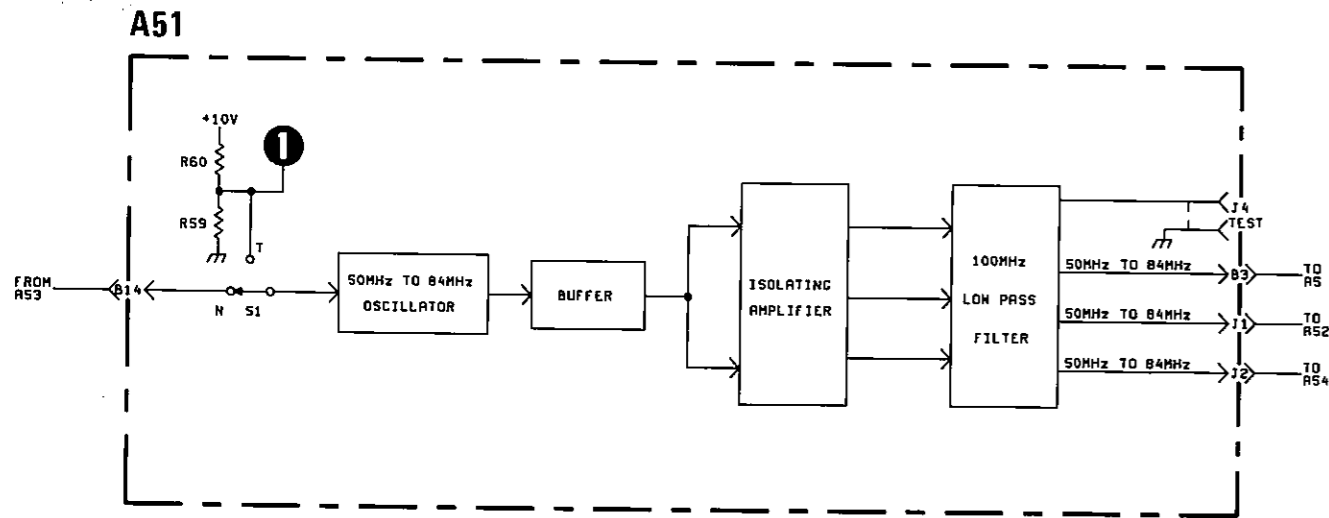 A51
+10V
1
R60
R59
T
J4
TEST
FROM
A53
B14
N S1
50MHz TO 84MHz
OSCILLATOR
BUFFER
ISOLATING
AMPLIFIER
100MHz
LOW PASS
FILTER
50MHz TO 84MHz
B3
TO
A5
50MHz TO 84MHz
J1
TO
A52
50MHz TO 84MHz
J2
TO
A54